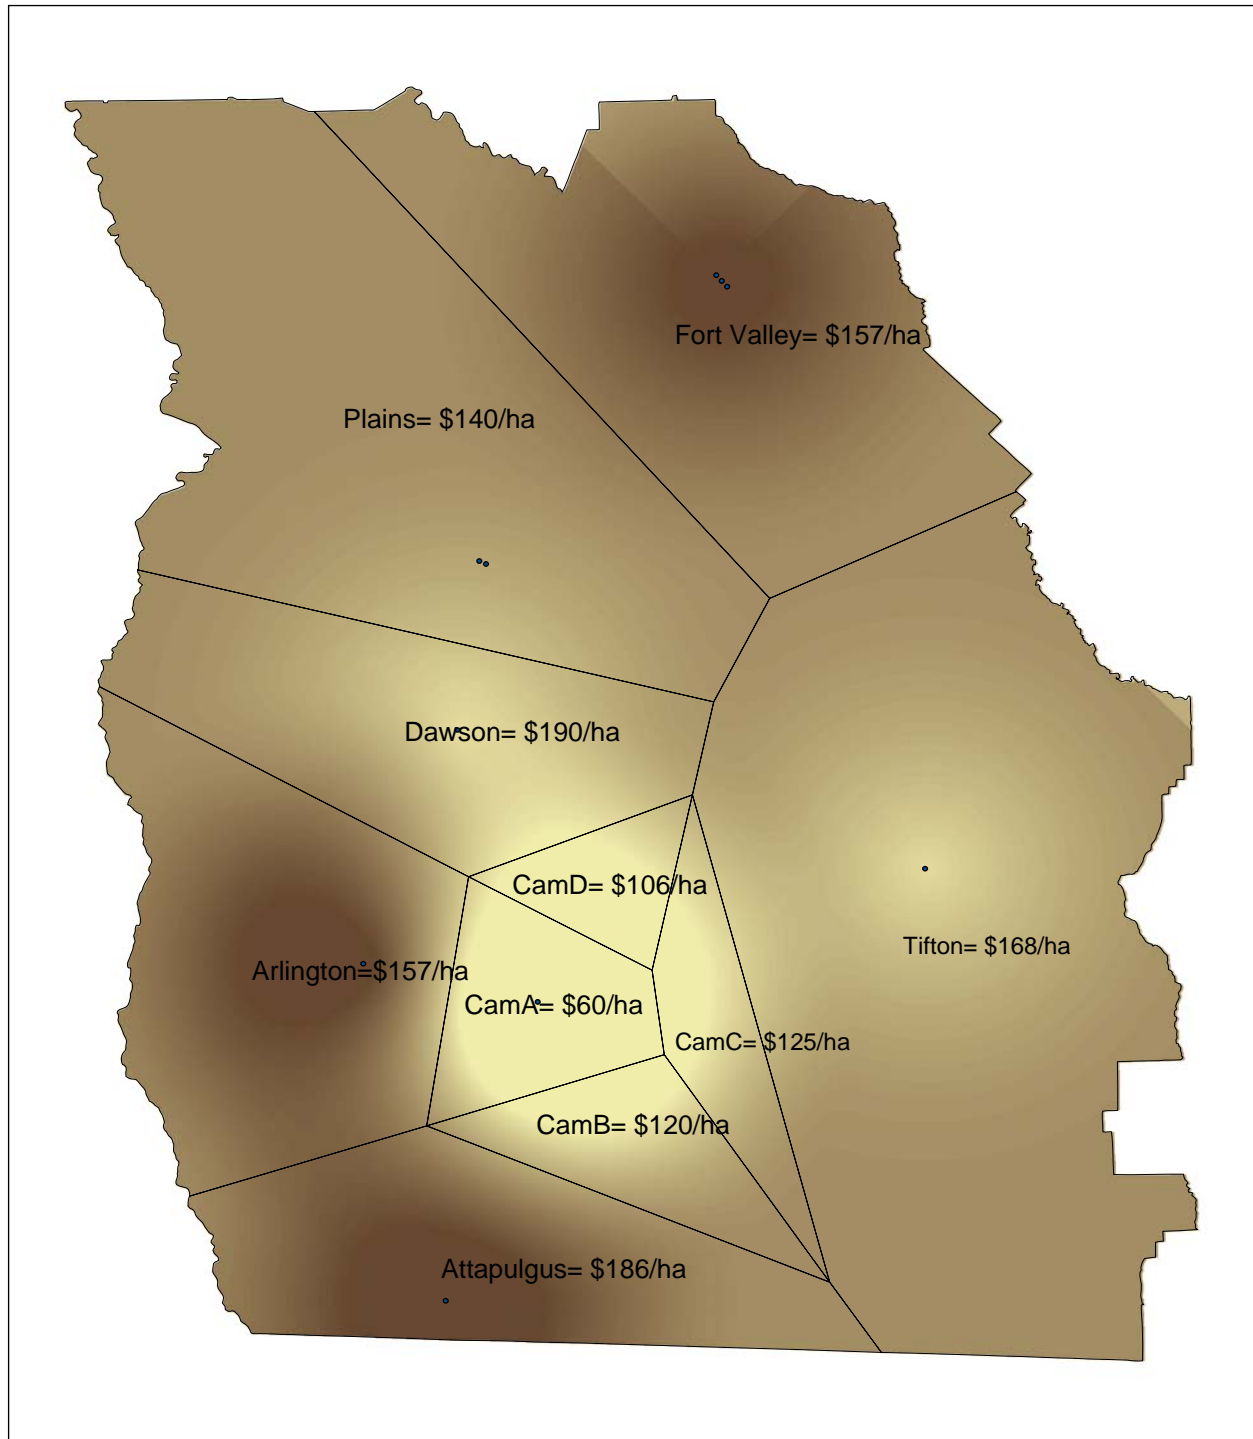 Fort Valley= $157/ha
Plains= $140/ha
Dawson= $190/ha
CamD= $106/ha
Tifton= $168/ha
Arlington=$157/ha
CamA= $60/ha
CamC= $125/ha
CamB= $120/ha
Attapulgus= $186/ha